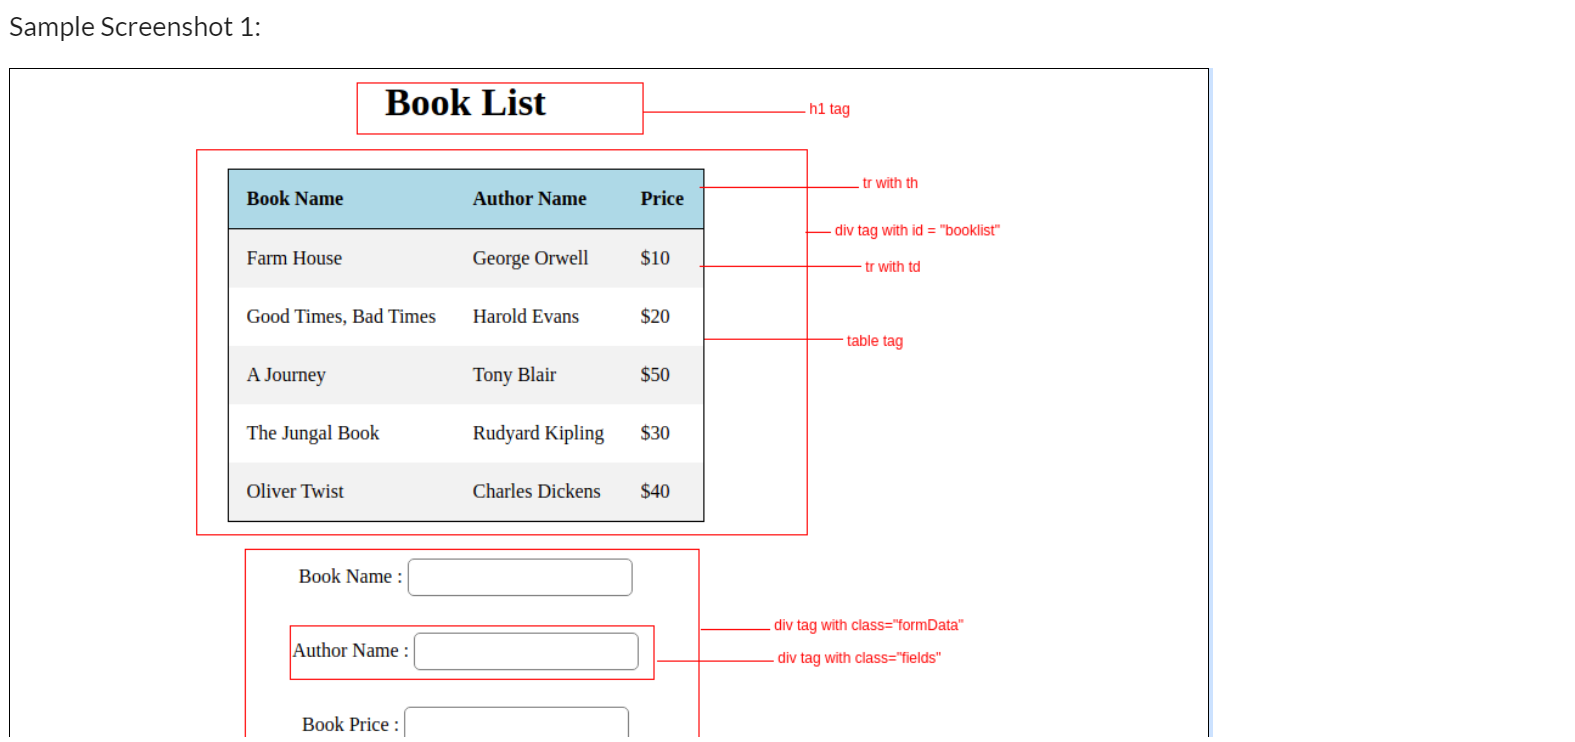 Sample Screenshot 1:
Book List
h1 tag
tr with th
Book Name Author Name Price
div tag with id = "booklist"
Farm House George Orwell $10
tr with td
Good Times, Bad Times Harold Evans $20
table tag
A Journey Tony Blair $50
The Jungal Book Rudyard Kipling $30
Oliver Twist Charles Dickens $40
Book Name :
div tag with class="formData"
Author Name :
div tag with class="fields"
Book Price :